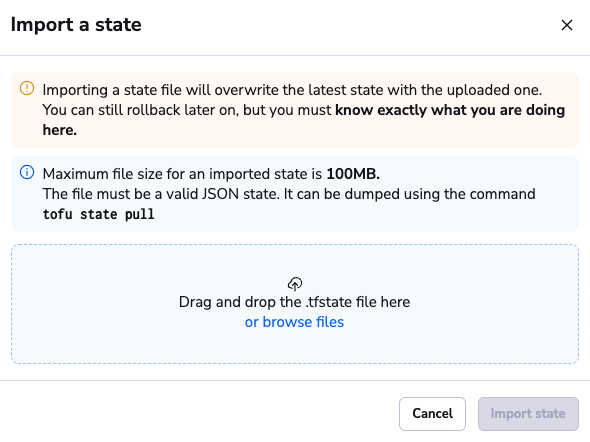 Import a state
Importing a state file will overwrite the latest state with the uploaded one.
You can still rollback later on, but you must know exactly what you are doing
here.
Maximum file size for an imported state is 100MB.
The file must be a valid JSON state. It can be dumped using the command
tofu state pull
Drag and drop the .tfstate file here
or browse files
Cancel
Import state